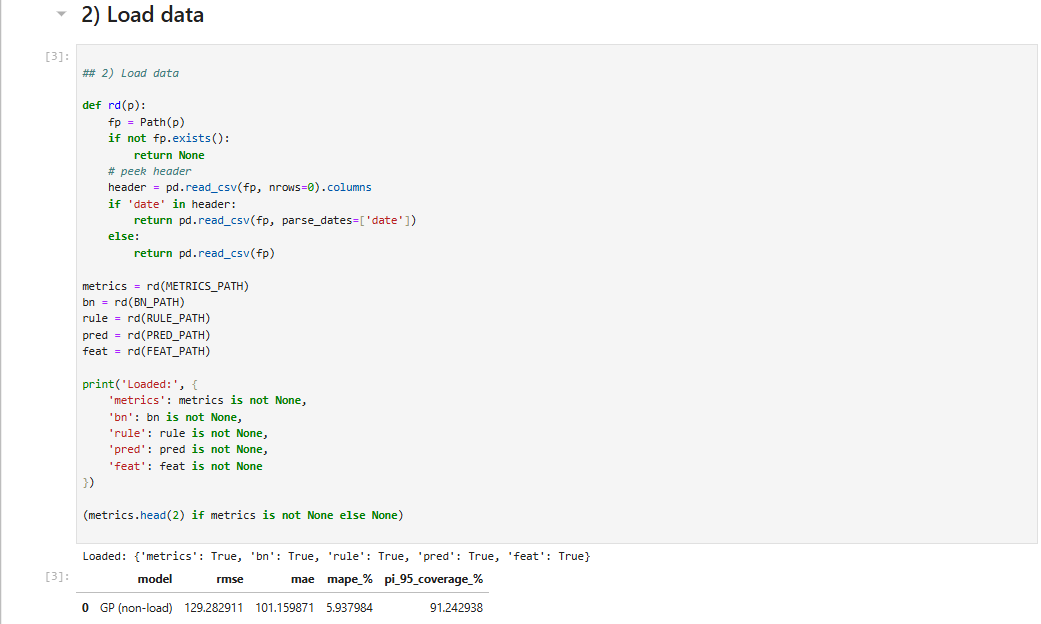 2) Load data
[3]:
## 2) Load data
def rd(p):
    fp = Path(p)
    if not fp.exists():
        return None
    # peek header
    header = pd.read_csv(fp, nrows=0).columns
    if 'date' in header:
        return pd.read_csv(fp, parse_dates=['date'])
    else:
        return pd.read_csv(fp)
metrics = rd(METRICS_PATH)
bn = rd(BN_PATH)
rule = rd(RULE_PATH)
pred = rd(PRED_PATH)
feat = rd(FEAT_PATH)
print('Loaded:', {
    'metrics': metrics is not None,
    'bn': bn is not None,
    'rule': rule is not None,
    'pred': pred is not None,
    'feat': feat is not None
})
(metrics.head(2) if metrics is not None else None)
Loaded: {'metrics': True, 'bn': True, 'rule': True, 'pred': True, 'feat': True}
[3]:
model rmse mae mape_% pi_95_coverage_%
0 GP (non-load) 129.282911 101.159871 5.937984 91.242938